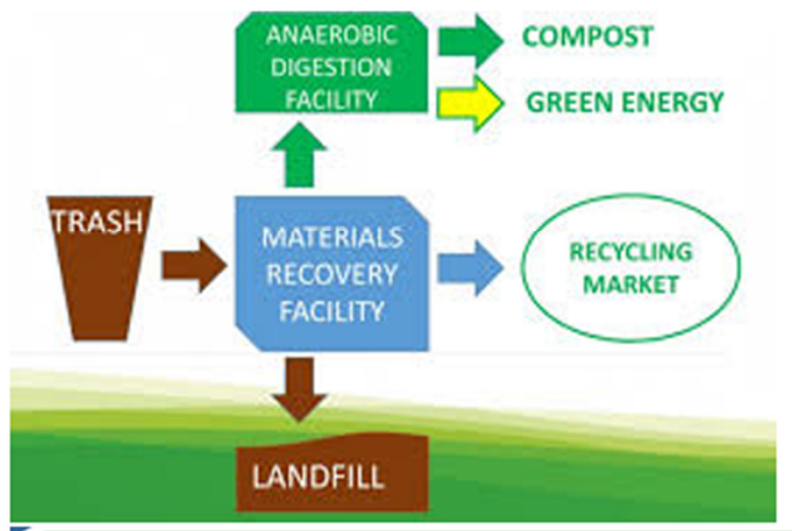 ANAEROBIC
DIGESTION
FACILITY
COMPOST
GREEN ENERGY
TRASH
MATERIALS
RECOVERY
FACILITY
RECYCLING
MARKET
LANDFILL